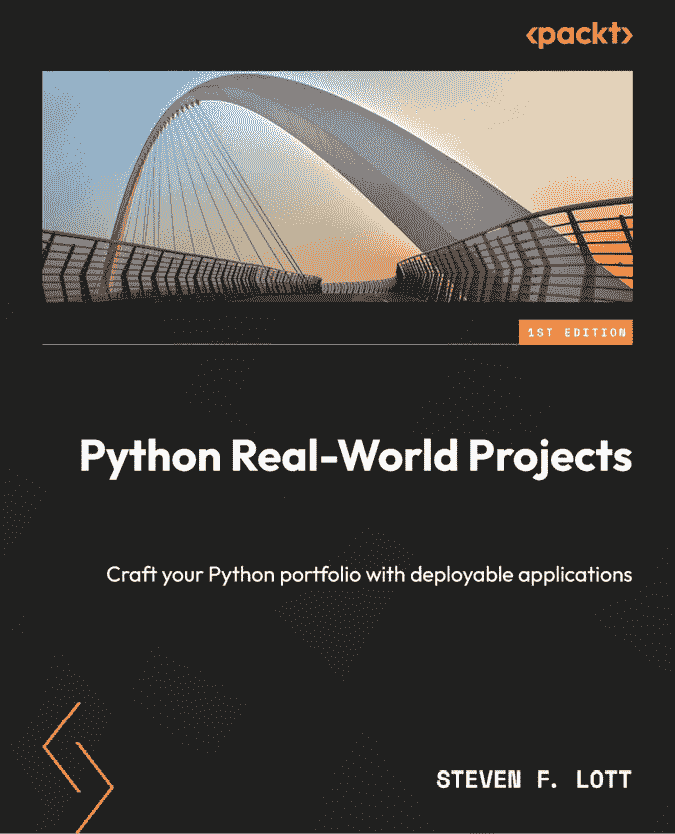 <packt>
1ST EDITION
Python Real-World Projects
Craft your Python portfolio with deployable applications
STEVEN F. LOTT